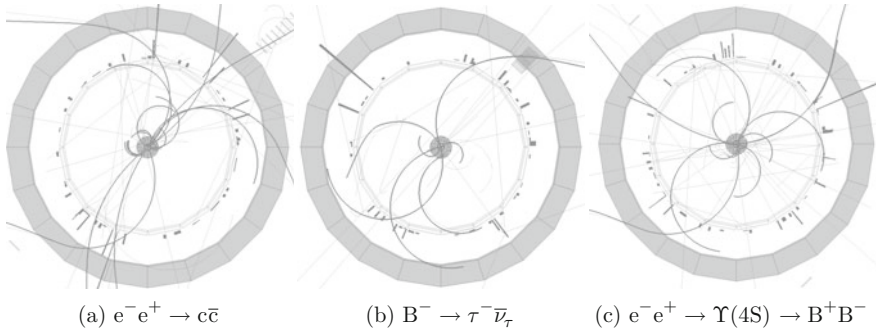 (a) e⁻e⁺ → cc̅
(b) B⁻ → τ⁻ν̅τ
(c) e⁻e⁺ → Υ(4S) → B⁺B⁻